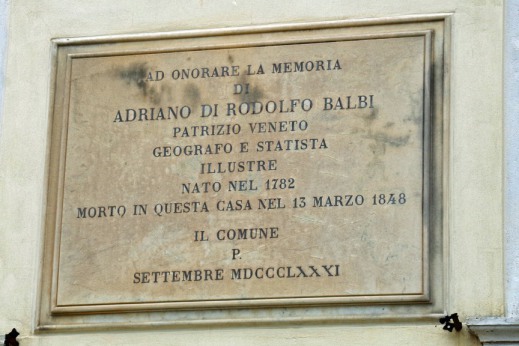 AD ONORARE LA MEMORIA
DI
ADRIANO DI RODOLFO BALBI
PATRIZIO VENETO
GEOGRAFO E STATISTA
ILLUSTRE
NATO NEL 1782
MORTO IN QUESTA CASA NEL 13 MARZO 1848
IL COMUNE
P.
SETTEMBRE MDCCCLXXXI